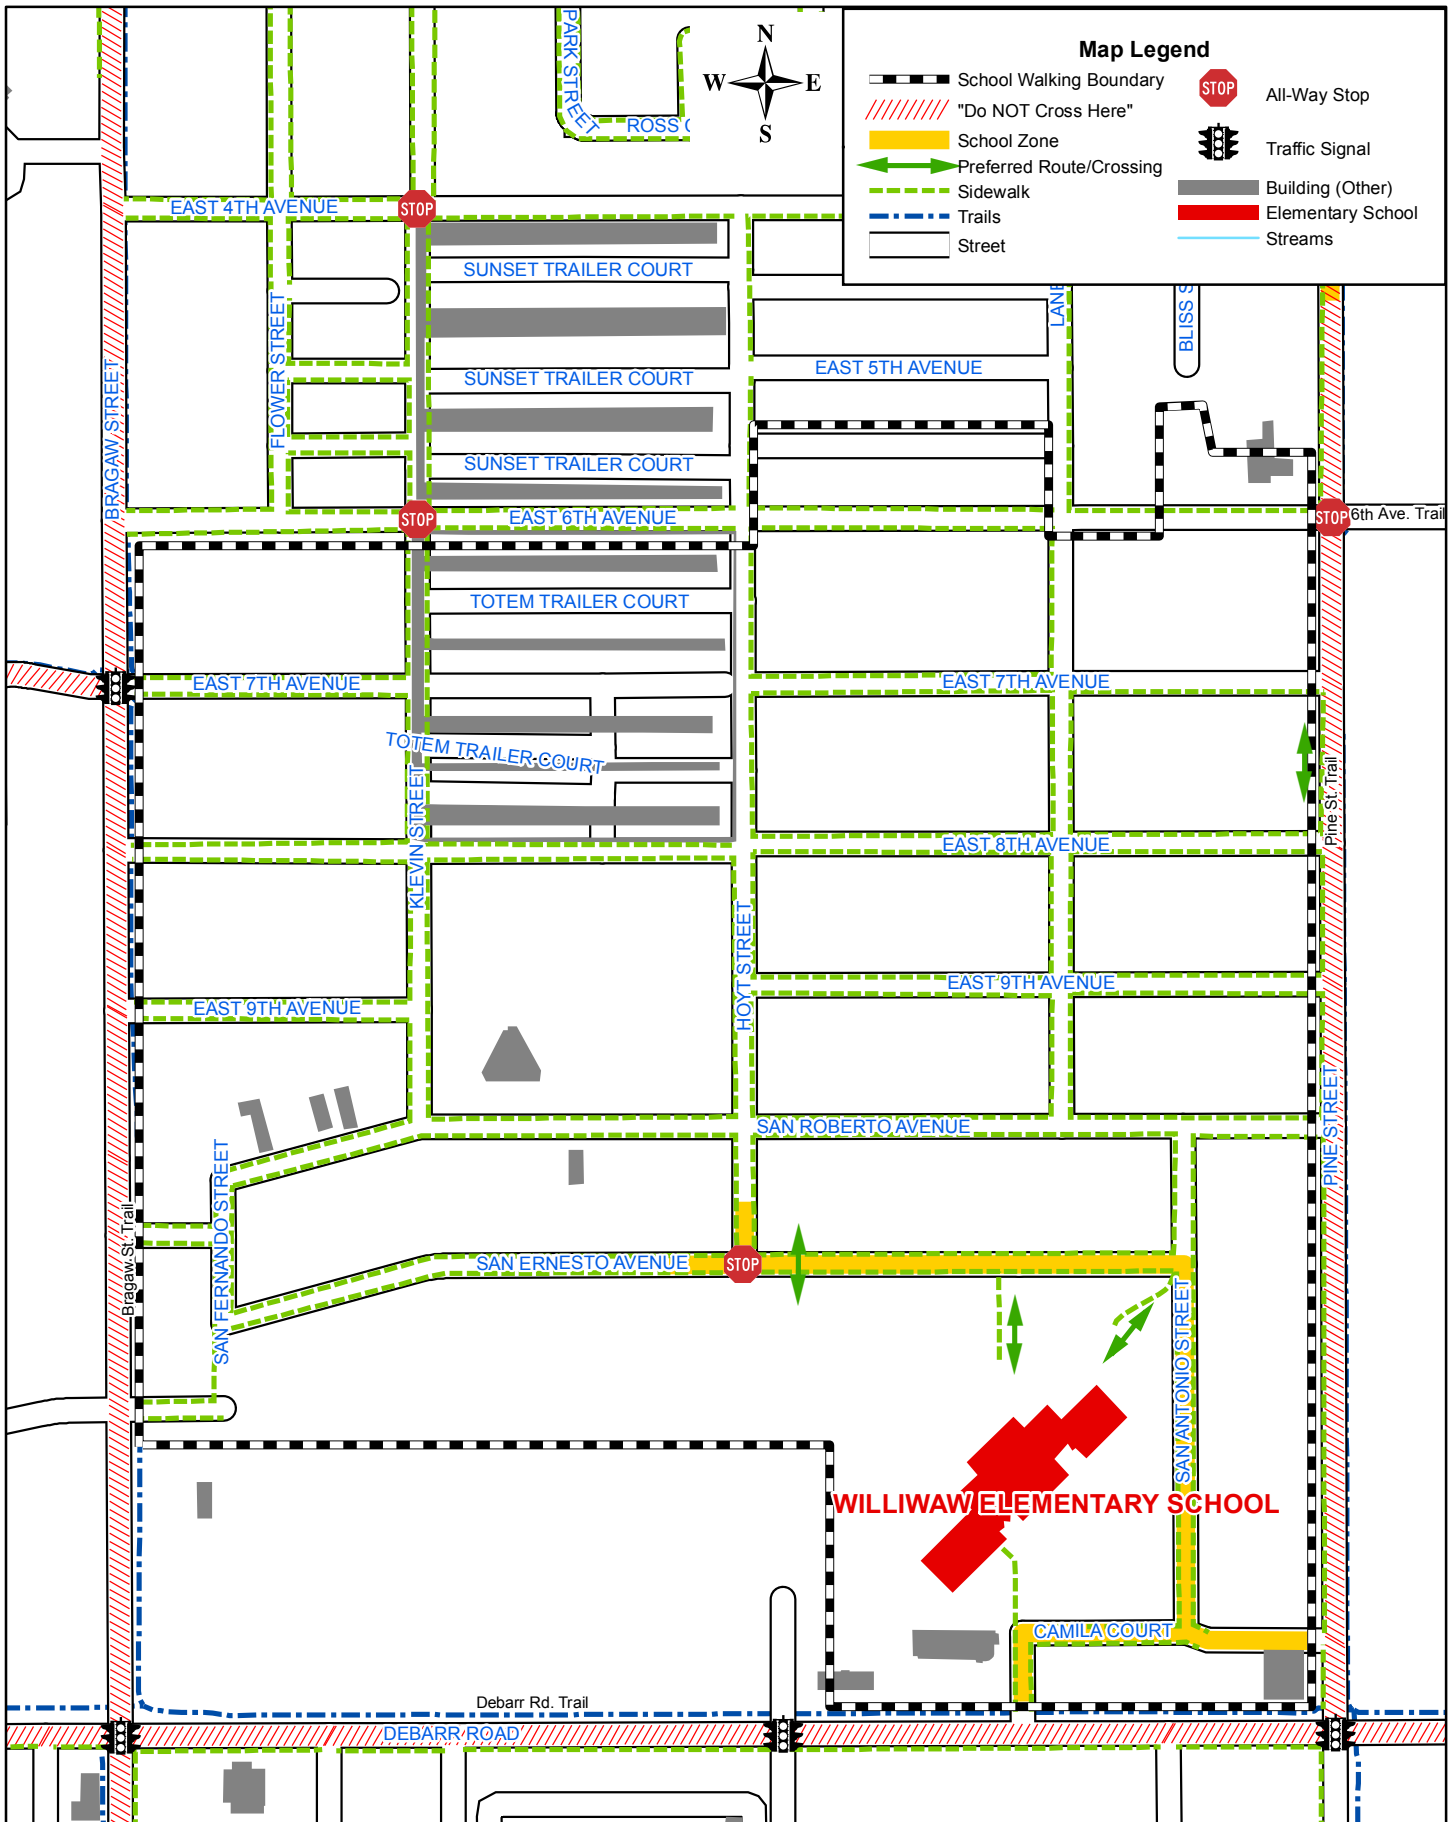 PARK STREET
ROSS
N
W E
S
Map Legend
School Walking Boundary
"Do NOT Cross Here"
School Zone
Preferred Route/Crossing
Sidewalk
Trails
Street
STOP
All-Way Stop
Traffic Signal
Building (Other)
Elementary School
Streams
EAST 4TH AVENUE
STOP
SUNSET TRAILER COURT
FLOWER STREET
LANE
BLISS S
BRAGAW STREET
SUNSET TRAILER COURT
EAST 5TH AVENUE
SUNSET TRAILER COURT
STOP
EAST 6TH AVENUE
STOP
6th Ave. Trail
TOTEM TRAILER COURT
EAST 7TH AVENUE
EAST 7TH AVENUE
TOTEM TRAILER COURT
KLEVIN STREET
Pine St. Trail
EAST 8TH AVENUE
HOYT STREET
EAST 9TH AVENUE
EAST 9TH AVENUE
SAN ROBERTO AVENUE
PINE STREET
SAN FERNANDO STREET
Bragaw St. Trail
SAN ERNESTO AVENUE
STOP
SAN ANTONIO STREET
WILLIWAW ELEMENTARY SCHOOL
CAMILA COURT
Debarr Rd. Trail
DEBARR ROAD